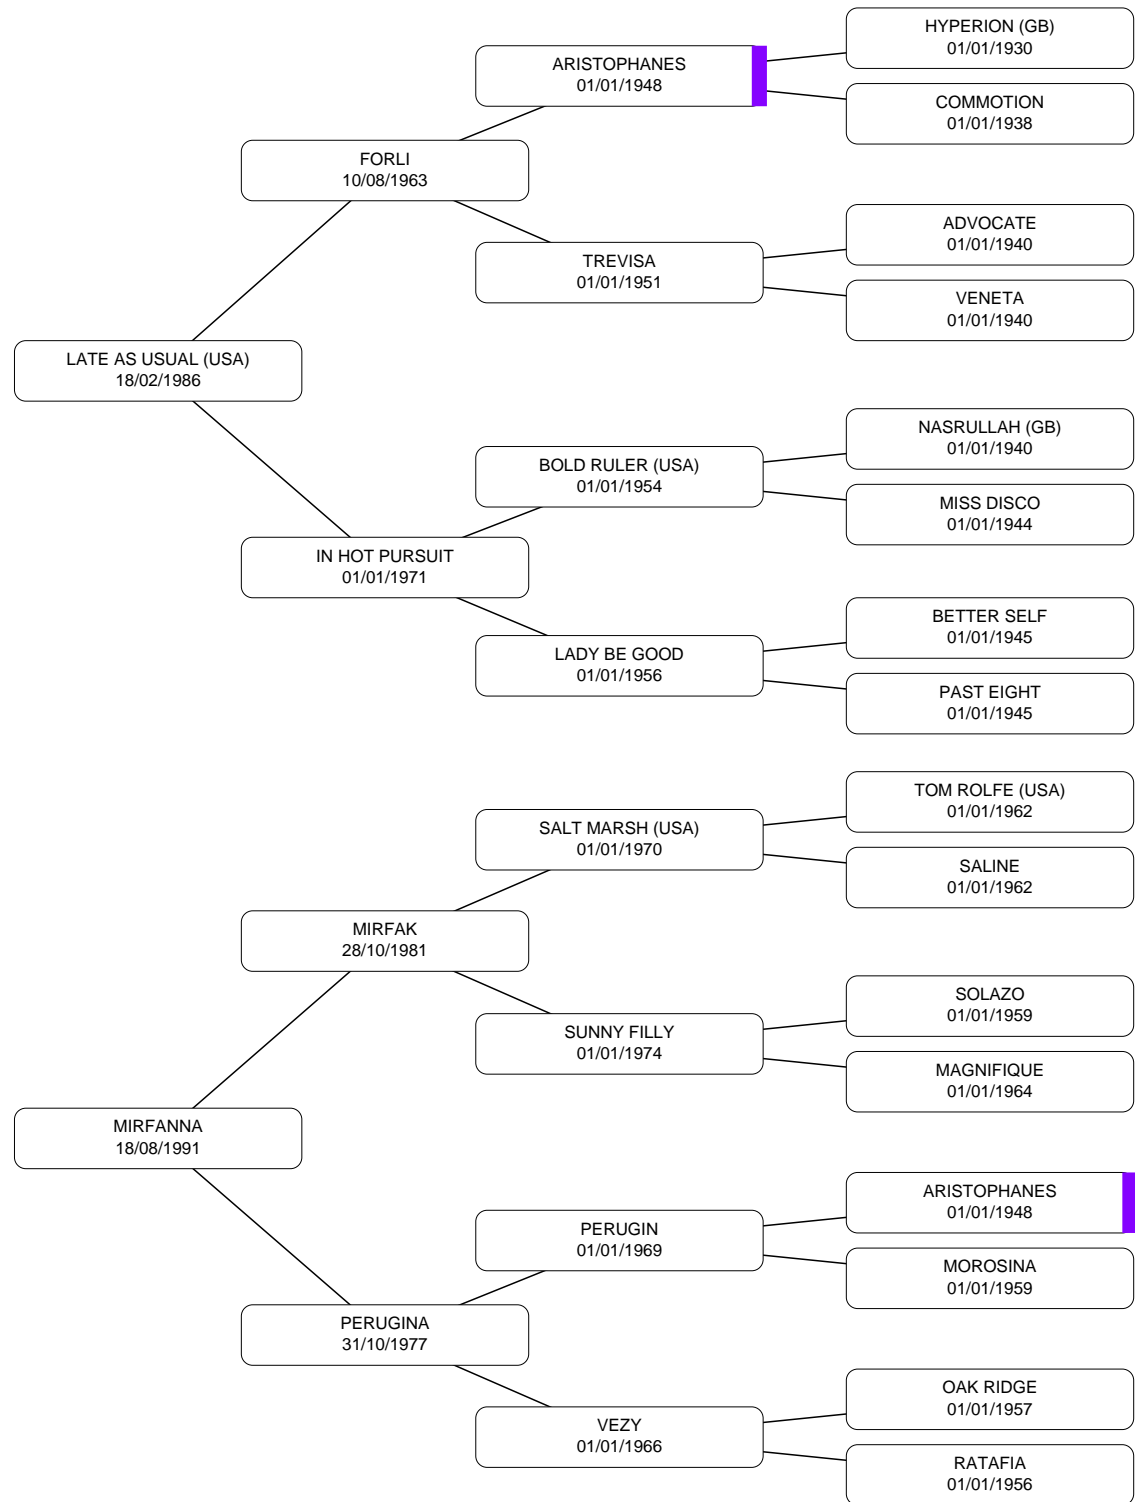 HYPERION (GB)
01/01/1930
ARISTOPHANES
01/01/1948
COMMOTION
01/01/1938
FORLI
10/08/1963
ADVOCATE
01/01/1940
TREVISA
01/01/1951
VENETA
01/01/1940
LATE AS USUAL (USA)
18/02/1986
NASRULLAH (GB)
01/01/1940
BOLD RULER (USA)
01/01/1954
MISS DISCO
01/01/1944
IN HOT PURSUIT
01/01/1971
BETTER SELF
01/01/1945
LADY BE GOOD
01/01/1956
PAST EIGHT
01/01/1945
TOM ROLFE (USA)
01/01/1962
SALT MARSH (USA)
01/01/1970
SALINE
01/01/1962
MIRFAK
28/10/1981
SOLAZO
01/01/1959
SUNNY FILLY
01/01/1974
MAGNIFIQUE
01/01/1964
MIRFANNA
18/08/1991
ARISTOPHANES
01/01/1948
PERUGIN
01/01/1969
MOROSINA
01/01/1959
PERUGINA
31/10/1977
OAK RIDGE
01/01/1957
VEZY
01/01/1966
RATAFIA
01/01/1956